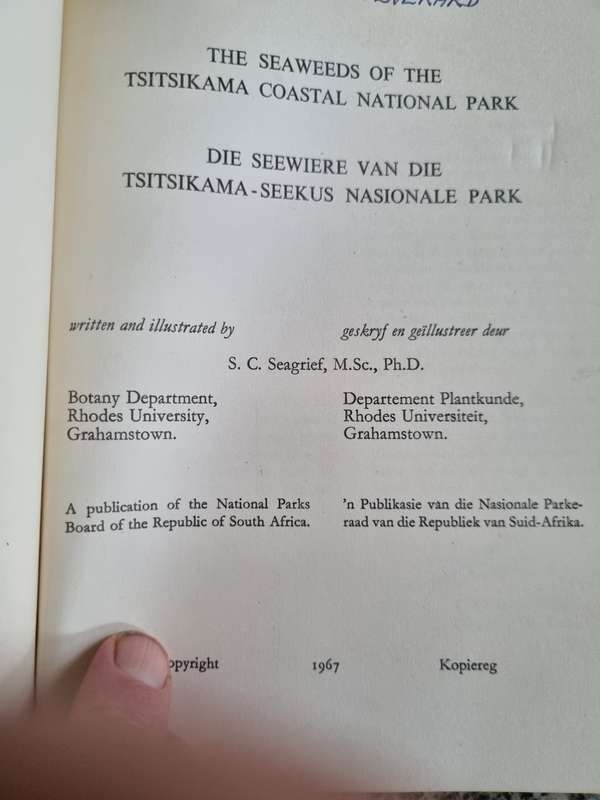 THE SEAWEEDS OF THE
TSITSIKAMA COASTAL NATIONAL PARK
DIE SEEWIERE VAN DIE
TSITSIKAMA-SEEKUS NASIONALE PARK
written and illustrated by
geskryf en geïllustreer deur
S. C. Seagrief, M.Sc., Ph.D.
Botany Department,
Rhodes University,
Grahamstown.
Departement Plantkunde,
Rhodes Universiteit,
Grahamstown.
A publication of the National Parks
Board of the Republic of South Africa.
'n Publikasie van die Nasionale Parke-
raad van die Republiek van Suid-Afrika.
opyright 1967 Kopiereg